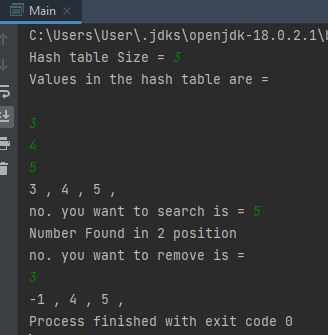 Main
C:\Users\User\.jdks\openjdk-18.0.2.1\
Hash table Size = 3
Values in the hash table are =
3
4
5
3 , 4 , 5 ,
no. you want to search is = 5
Number Found in 2 position
no. you want to remove is =
3
-1 , 4 , 5 ,
Process finished with exit code 0